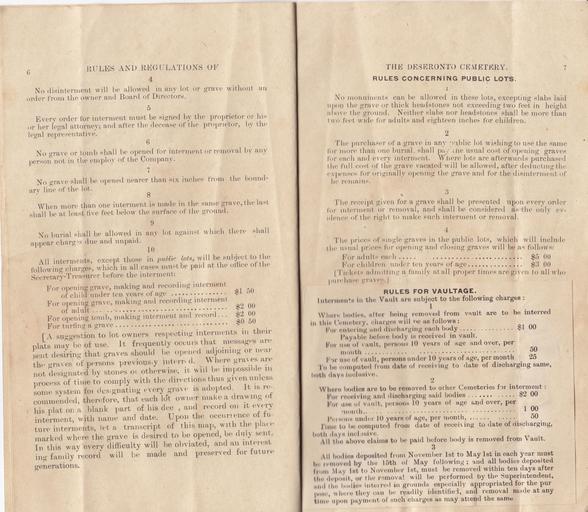 6 RULES AND REGULATIONS OF
4
No disinterment will be allowed in any lot or grave without an
order from the owner and Board of Directors.
5
Every order for interment must be signed by the proprietor or his
or her legal attorney; and after the decease of the proprietor, by the
legal representative.
6
No grave or tomb shall be opened for interment or removal by any
person not in the employ of the Company.
7
No grave shall be opened nearer than six inches from the bound-
ary line of the lot.
8
When more than one interment is made in the same grave, the last
shall be at least five feet below the surface of the ground.
9
No burial shall be allowed in any lot against which there shall
appear charges due and unpaid.
10
All interments, except those in public lots, will be subject to the
following charges, which in all cases must be paid at the office of the
Secretary-Treasurer before the interment:
For opening grave, making and recording interment
of child under ten years of age .......... $1 50
For opening grave, making and recording interment
of adult .......... $2 00
For opening tomb, making interment and record ... $2 00
For turfing a grave .......... $0 50
[A suggestion to lot owners respecting interments in their
plats may be of use. It frequently occurs that messages are
sent desiring that graves should be opened adjoining or near
the graves of persons previously interred. Where graves are
not designated by stones or otherwise, it will be impossible in
process of time to comply with the directions thus given unless
some system for designating every grave is adopted. It is re-
commended, therefore, that each lot owner make a drawing of
his plat on a blank part of his deed, and record on it every
interment, with name and date. Upon the occurrence of fu
ture interments, let a transcript of this map, with the place
marked where the grave is desired to be opened, be duly sent.
In this way every difficulty will be obviated, and an interest
ing family record will be made and preserved for future
generations.
THE DESERONTO CEMETERY. 7
RULES CONCERNING PUBLIC LOTS.
1
No monuments can be allowed in these lots, excepting slabs laid
upon the grave or thick headstones not exceeding two feet in height
above the ground. Neither slabs nor headstones shall be more than
two feet wide for adults and eighteen inches for children.
2
The purchaser of a grave in any public lot wishing to use the same
for more than one burial, shall pay the usual cost of opening graves
for each and every interment. Where lots are afterwards purchased
the full cost of the grave vacated will be allowed, after deducting the
expenses for originally opening the grave and for the disinterment of
the remains.
3
The receipt given for a grave shall be presented upon every order
for interment or removal, and shall be considered as the only ev-
idence of the right to make such interment or removal.
4
The prices of single graves in the public lots, which will include
the usual prices for opening and closing graves will be as follows:
For adults each .......... $5 00
For children under ten years of age .......... $3 00
[Tickets admitting a family at all proper times are given to all who
purchase graves.]
RULES FOR VAULTAGE.
Interments in the Vault are subject to the following charges:
1
Where bodies, after being removed from vault are to be interred
in this Cemetery, charges will be as follows:
For entering and discharging each body .......... $1 00
Payable before body is received in vault.
For use of vault, persons 10 years of age and over, per
month .......... 50
For use of vault, persons under 10 years of age, per month 25
To be computed from date of receiving to date of discharging same,
both days inclusive.
2
Where bodies are to be removed to other Cemeteries for interment:
For receiving and discharging said bodies .......... $2 00
For use of vault, persons 10 years of age and over, per
month .......... 1 00
Persons under 10 years of age, per month, .......... 50
Time to be computed from date of receiving to date of discharging,
both days inclusive.
All the above claims to be paid before body is removed from Vault.
3
All bodies deposited from November 1st to May 1st in each year must
be removed by the 15th of May following; and all bodies deposited
from May 1st to November 1st, must be removed within ten days after
the deposit, or the removal will be performed by the Superintendent,
and the bodies interred in grounds especially appropriated for the pur
pose, where they can be readily identified, and removal made at any
time upon payment of such charges as may attend the same